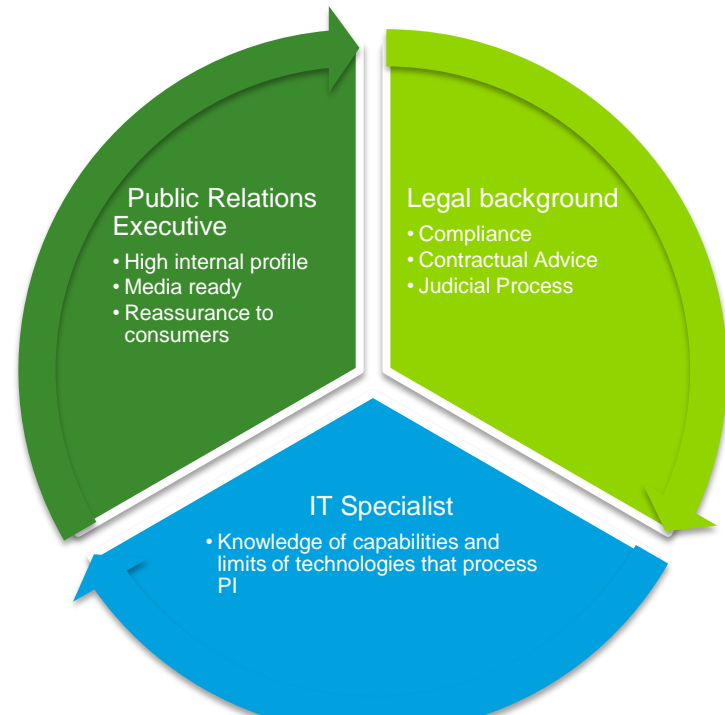 Public Relations
Executive
• High internal profile
• Media ready
• Reassurance to
consumers
Legal background
• Compliance
• Contractual Advice
• Judicial Process
IT Specialist
• Knowledge of capabilities and
limits of technologies that process
PI